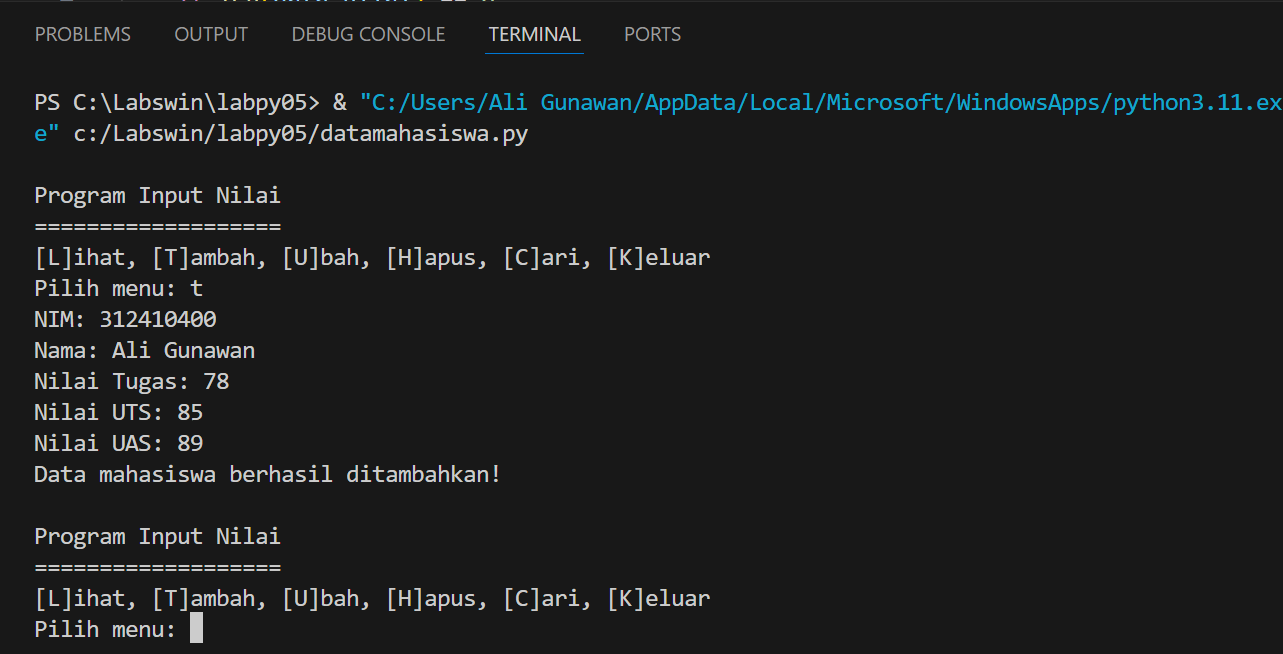 PROBLEMS OUTPUT DEBUG CONSOLE TERMINAL PORTS
PS C:\Labswin\labpy05> & "C:/Users/Ali Gunawan/AppData/Local/Microsoft/WindowsApps/python3.11.ex
e" c:/Labswin/labpy05/datamahasiswa.py
Program Input Nilai
===================
[L]ihat, [T]ambah, [U]bah, [H]apus, [C]ari, [K]eluar
Pilih menu: t
NIM: 312410400
Nama: Ali Gunawan
Nilai Tugas: 78
Nilai UTS: 85
Nilai UAS: 89
Data mahasiswa berhasil ditambahkan!
Program Input Nilai
===================
[L]ihat, [T]ambah, [U]bah, [H]apus, [C]ari, [K]eluar
Pilih menu: